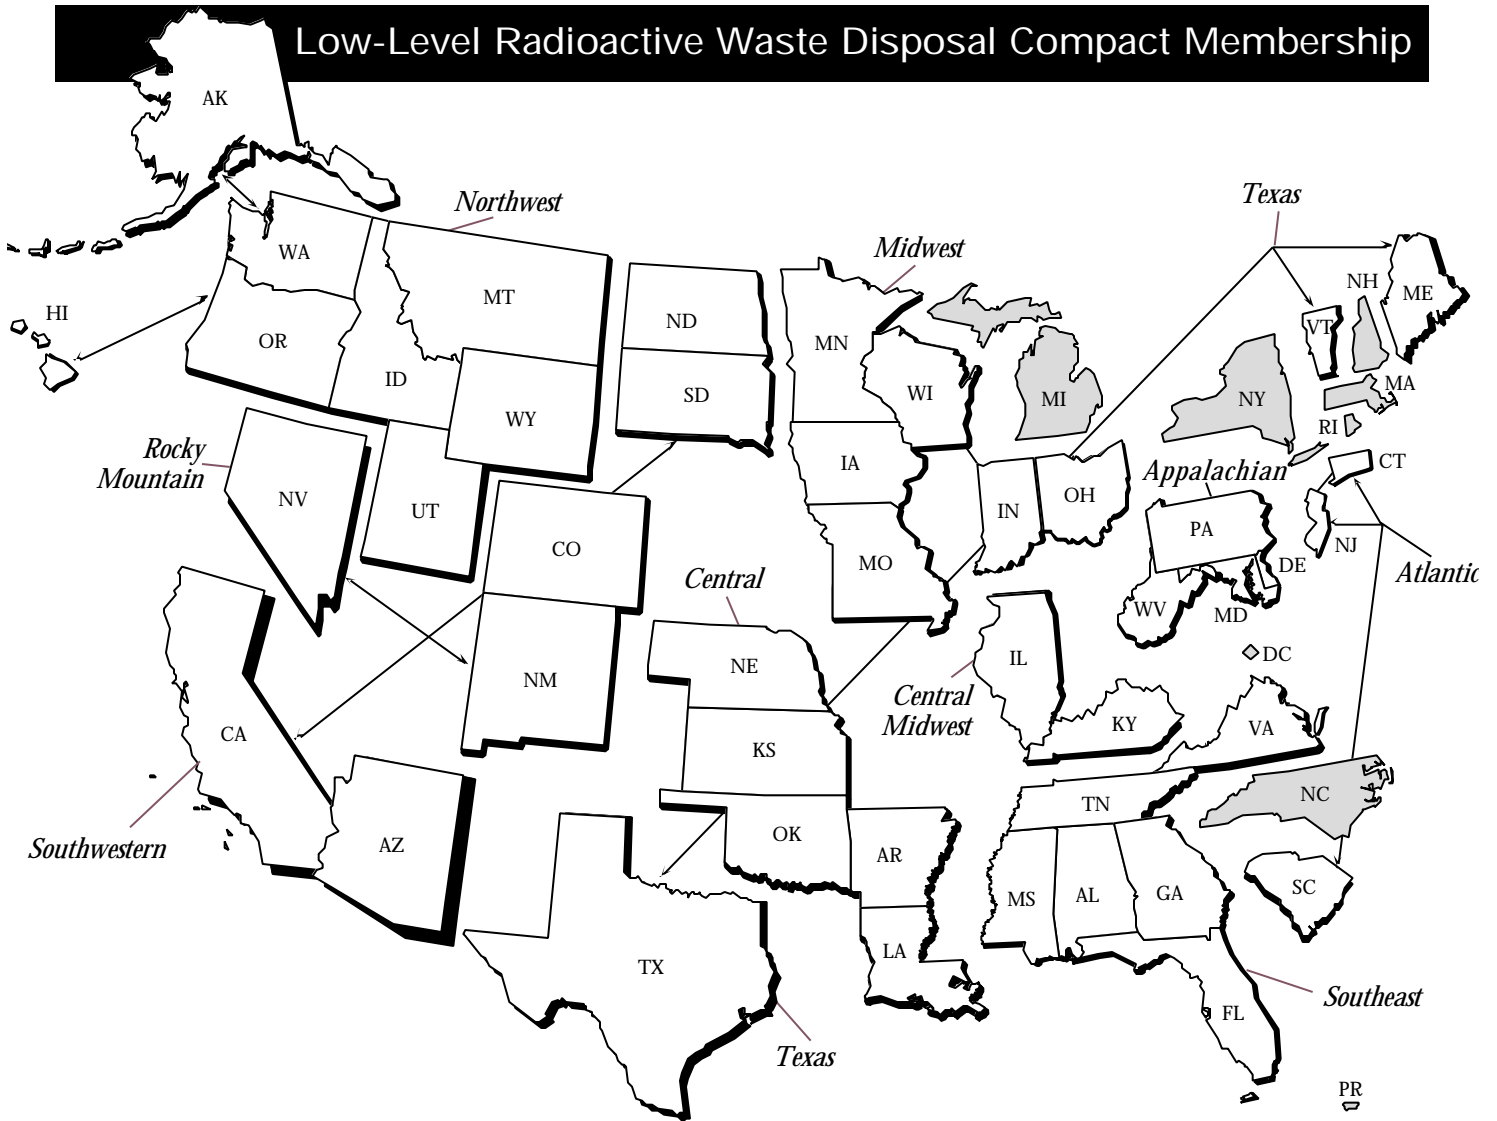 Low-Level Radioactive Waste Disposal Compact Membership
AK
Northwest
Texas
Midwest
WA
MT
HI
OR
ID
WY
ND
SD
MN
WI
MI
NH
ME
VT
NY
MA
RI
CT
Rocky
Mountain
NV
UT
CO
IA
MO
IN
OH
Appalachian
PA
NJ
DE
Atlantic
WV
MD
DC
Central
NE
NM
CA
KS
IL
Central
Midwest
KY
VA
TN
NC
Southwestern
AZ
OK
AR
MS
AL
GA
SC
TX
LA
FL
Southeast
Texas
PR